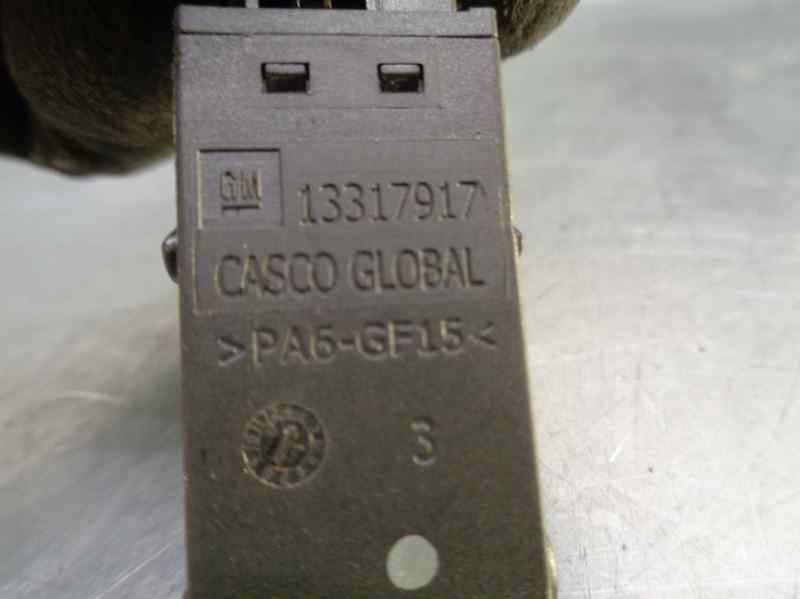 GM 13317917
CASCO GLOBAL
>PA6-GF15<
3